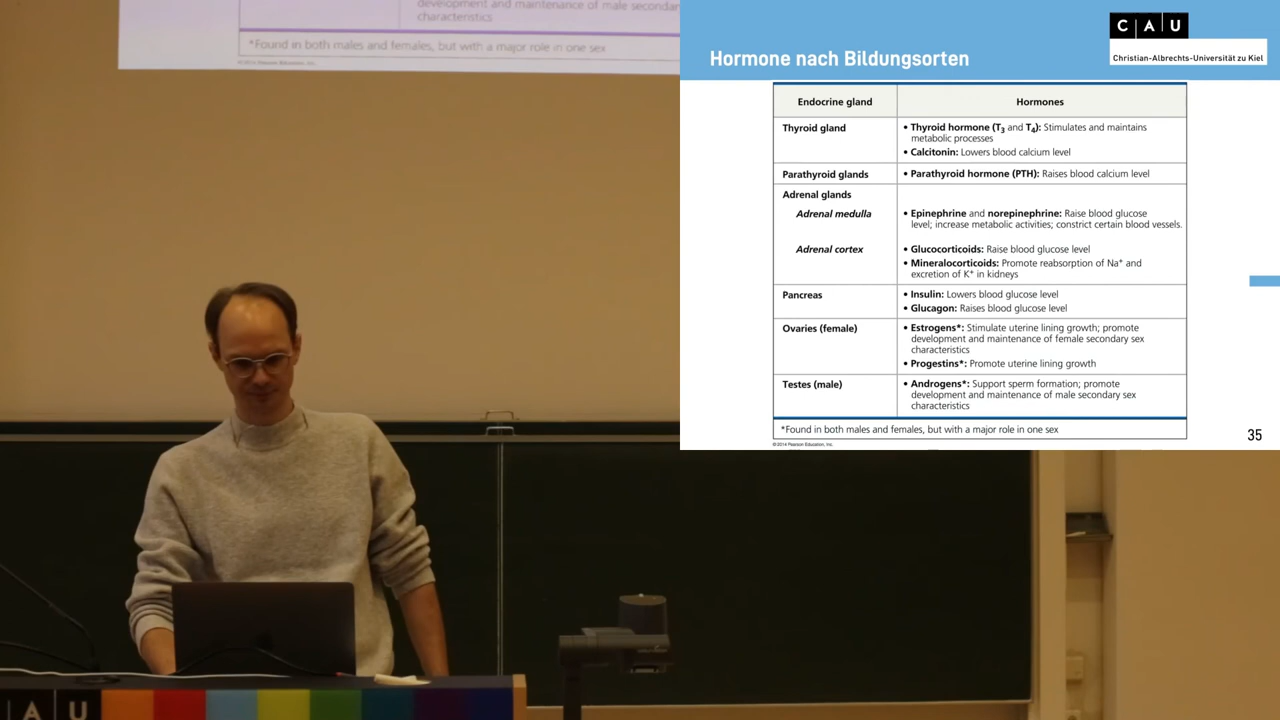 development and maintenance of male secondar
characteristics
*Found in both males and females, but with a major role in one sex
© 2014 Pearson Education, Inc.
C | A | U
Christian-Albrechts-Universität zu Kiel
Hormone nach Bildungsorten
Endocrine gland
Hormones
Thyroid gland
• Thyroid hormone (T3 and T4): Stimulates and maintains
metabolic processes
• Calcitonin: Lowers blood calcium level
Parathyroid glands
• Parathyroid hormone (PTH): Raises blood calcium level
Adrenal glands
Adrenal medulla
• Epinephrine and norepinephrine: Raise blood glucose
level; increase metabolic activities; constrict certain blood vessels.
Adrenal cortex
• Glucocorticoids: Raise blood glucose level
• Mineralocorticoids: Promote reabsorption of Na⁺ and
excretion of K⁺ in kidneys
Pancreas
• Insulin: Lowers blood glucose level
• Glucagon: Raises blood glucose level
Ovaries (female)
• Estrogens*: Stimulate uterine lining growth; promote
development and maintenance of female secondary sex
characteristics
• Progestins*: Promote uterine lining growth
Testes (male)
• Androgens*: Support sperm formation; promote
development and maintenance of male secondary sex
characteristics
*Found in both males and females, but with a major role in one sex
© 2014 Pearson Education, Inc.
35
A U